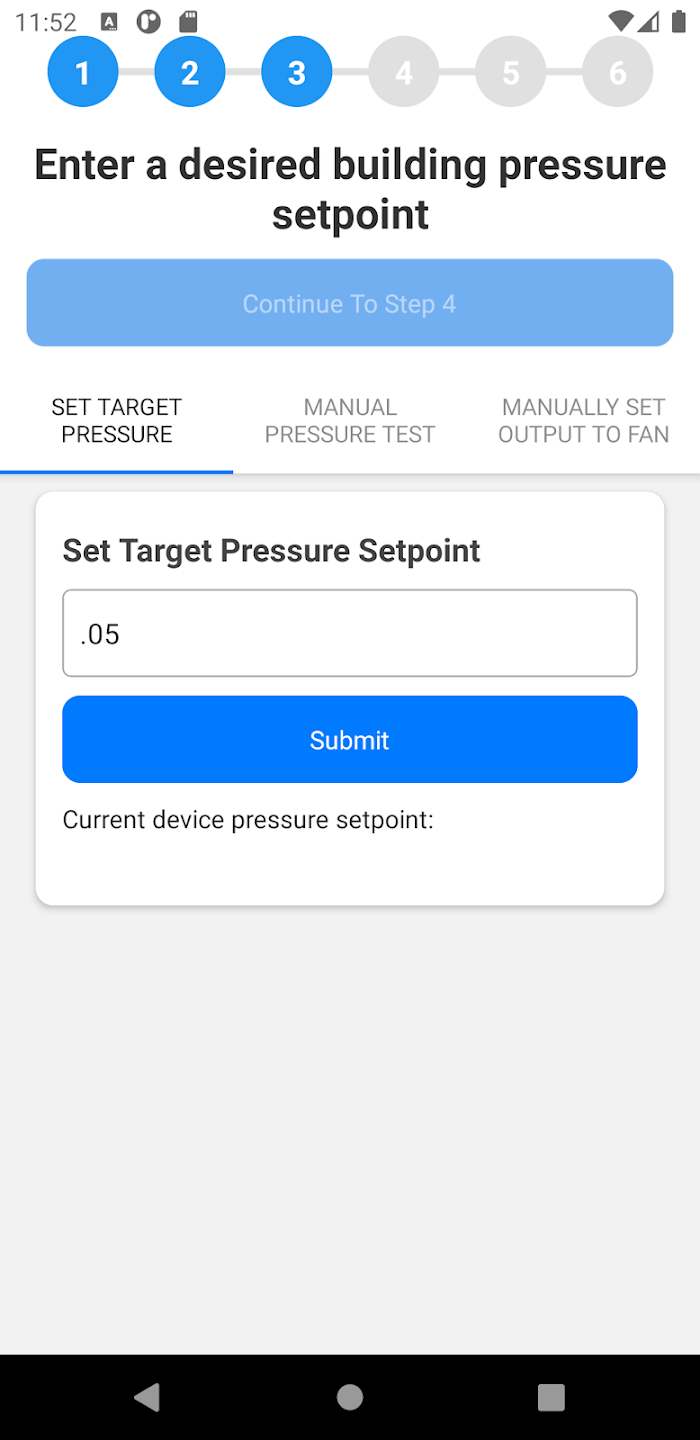 11:52
1 2 3 4 5 6
Enter a desired building pressure
setpoint
Continue To Step 4
SET TARGET
PRESSURE
MANUAL
PRESSURE TEST
MANUALLY SET
OUTPUT TO FAN
Set Target Pressure Setpoint
.05
Submit
Current device pressure setpoint: